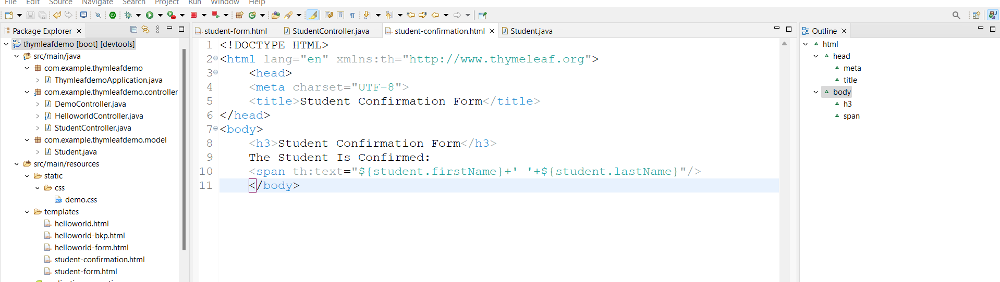 File Edit Source Navigate Search Project Run Window Help
Package Explorer
thymleafdemo [boot] [devtools]
src/main/java
com.example.thymleafdemo
ThymleafdemoApplication.java
com.example.thymleafdemo.controller
DemoController.java
HelloworldController.java
StudentController.java
com.example.thymleafdemo.model
Student.java
src/main/resources
static
css
demo.css
templates
helloworld.html
helloworld-bkp.html
helloworld-form.html
student-confirmation.html
student-form.html
student-form.html StudentController.java student-confirmation.html Student.java
1 <!DOCTYPE HTML>
2 <html lang="en" xmlns:th="http://www.thymeleaf.org">
3 <head>
4 <meta charset="UTF-8">
5 <title>Student Confirmation Form</title>
6 </head>
7 <body>
8 <h3>Student Confirmation Form</h3>
9 The Student Is Confirmed:
10 <span th:text="${student.firstName}+' '+${student.lastName}"/>
11 </body>
Outline
html
head
meta
title
body
h3
span